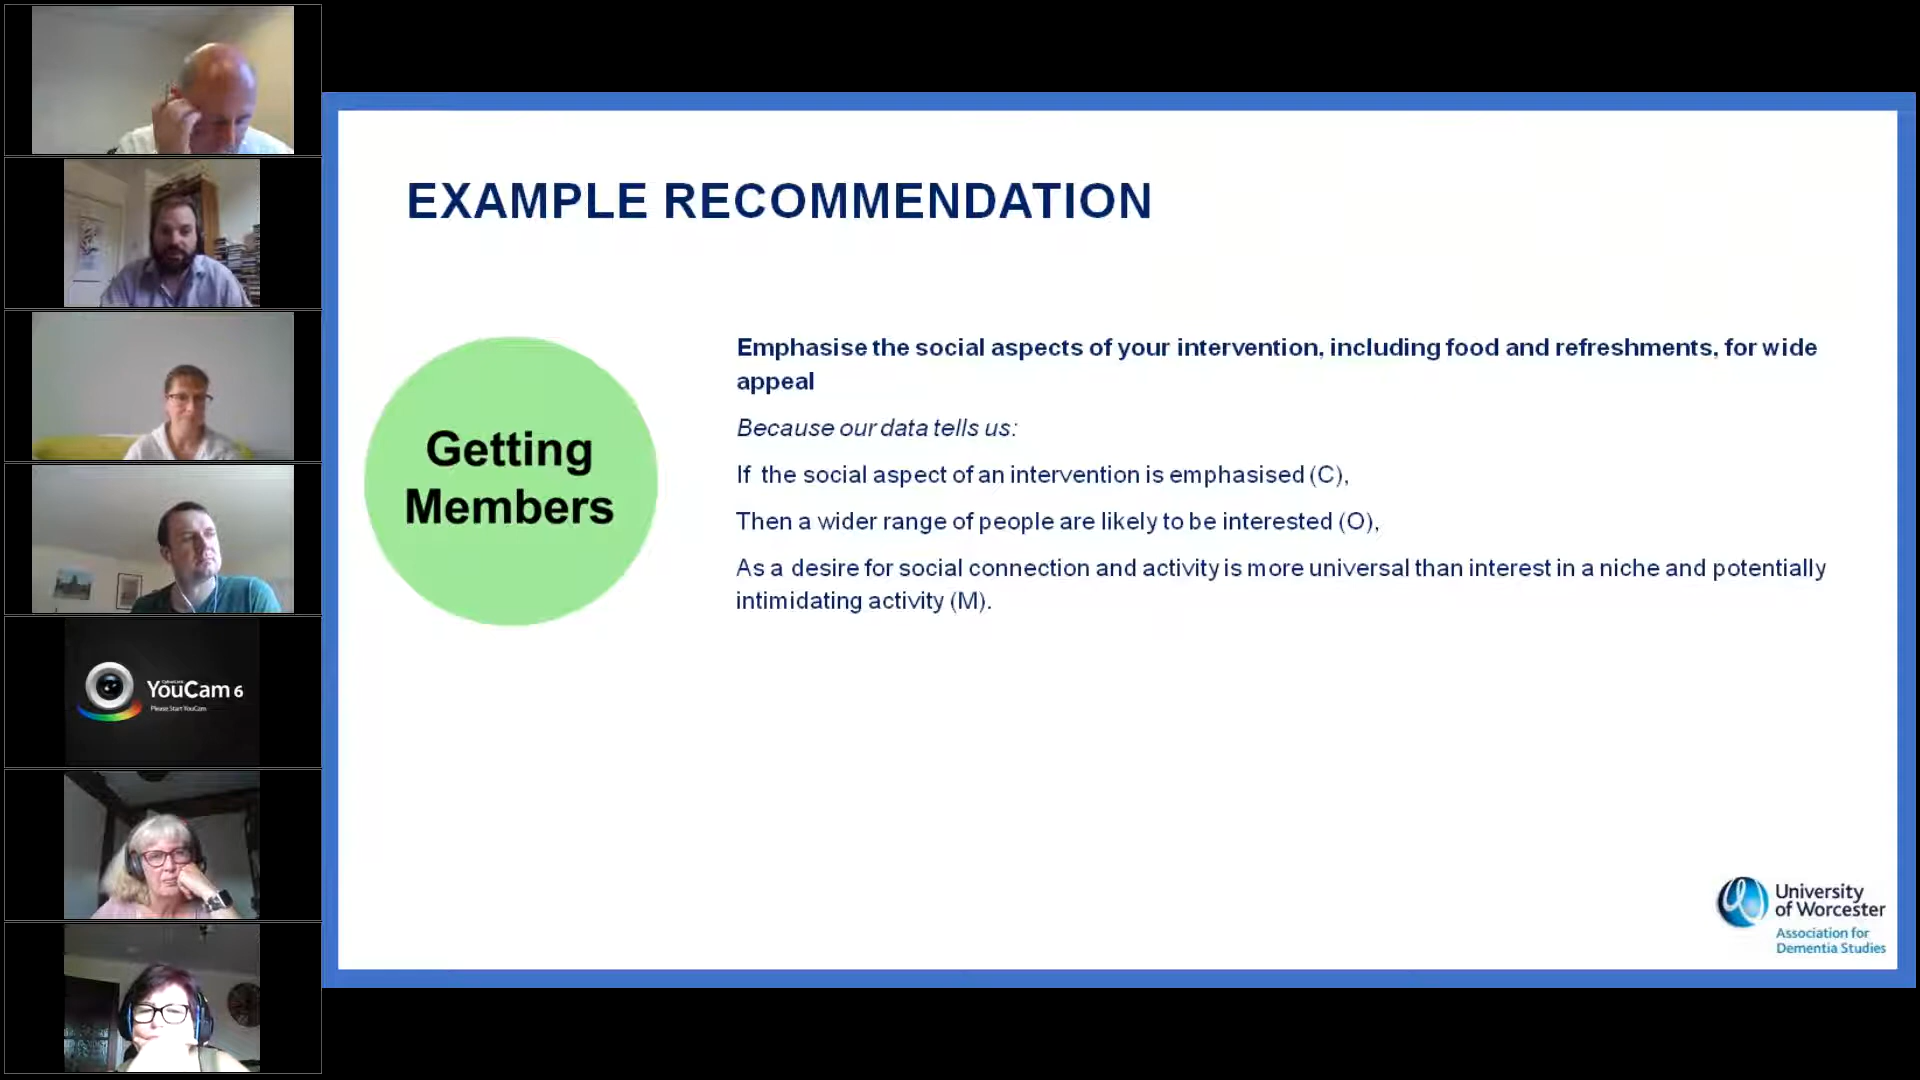 EXAMPLE RECOMMENDATION
Getting
Members
Emphasise the social aspects of your intervention, including food and refreshments, for wide
appeal
Because our data tells us:
If the social aspect of an intervention is emphasised (C),
Then a wider range of people are likely to be interested (O),
As a desire for social connection and activity is more universal than interest in a niche and potentially
intimidating activity (M).
University
of Worcester
Association for
Dementia Studies
CyberLink
YouCam 6
Please Start YouCam